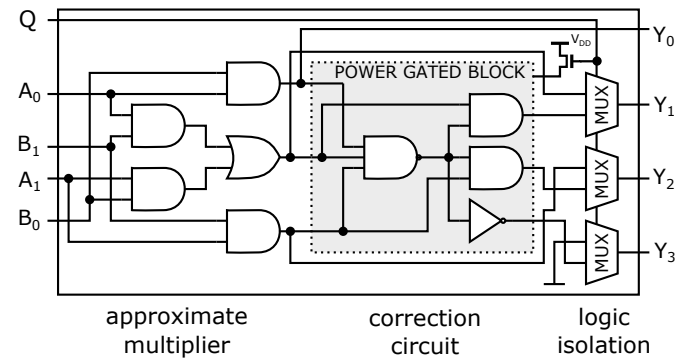 Q
Y0
VDD
POWER GATED BLOCK
A0
MUX
Y1
B1
A1
MUX
Y2
B0
MUX
Y3
approximate
multiplier
correction
circuit
logic
isolation